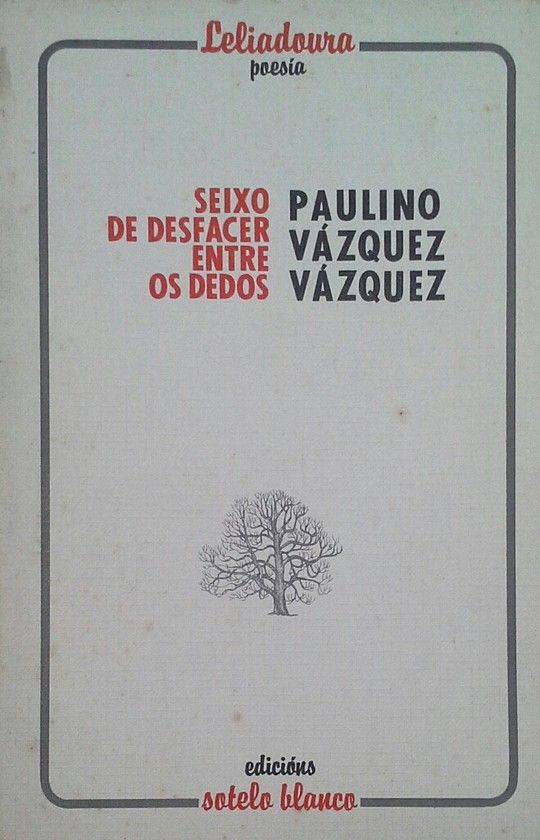 Leliadoura
poesía
SEIXO
DE DESFACER
ENTRE
OS DEDOS
PAULINO
VÁZQUEZ
VÁZQUEZ
edicións
sotelo blanco